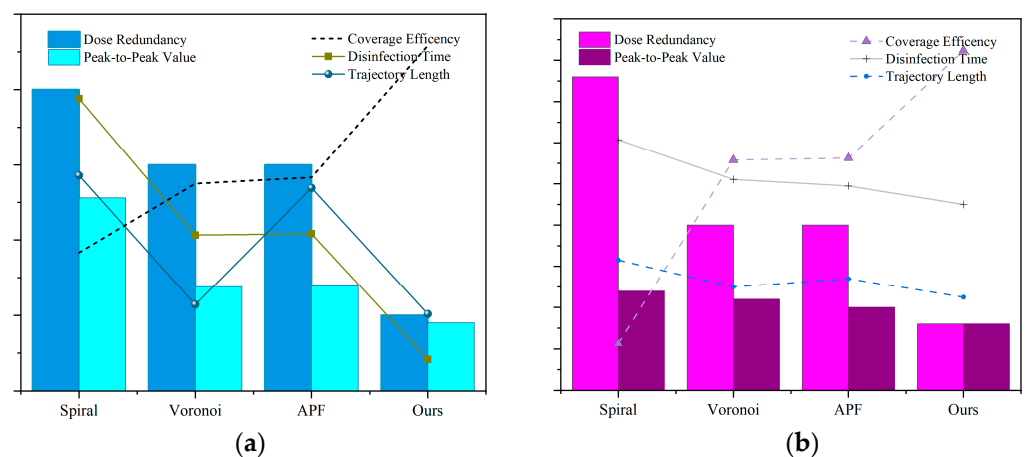 Dose Redundancy
Peak-to-Peak Value
Coverage Efficency
Disinfection Time
Trajectory Length
Spiral
Voronoi
APF
Ours
(a)
Dose Redundancy
Peak-to-Peak Value
Coverage Efficency
Disinfection Time
Trajectory Length
Spiral
Voronoi
APF
Ours
(b)